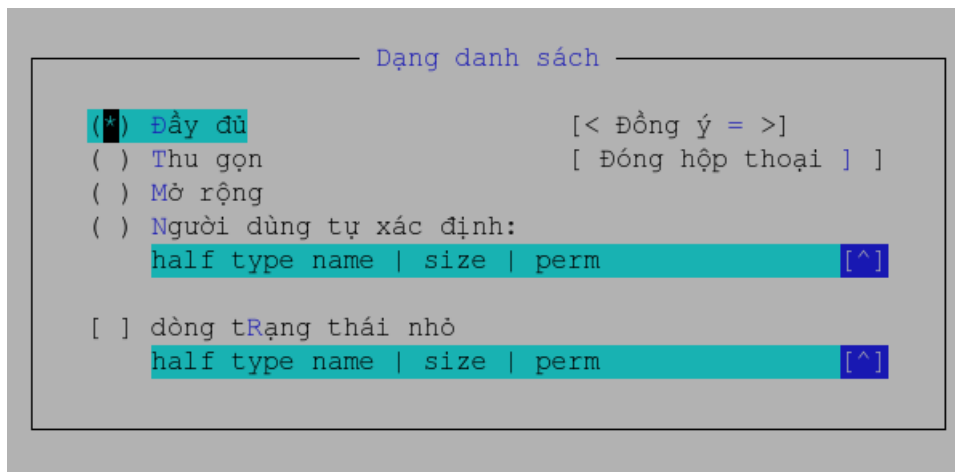 Dạng danh sách
(*) Đầy đủ [< Đồng ý = >]
( ) Thu gọn [ Đóng hộp thoại ] ]
( ) Mở rộng
( ) Người dùng tự xác định:
half type name | size | perm [^]
[ ] dòng tRạng thái nhỏ
half type name | size | perm [^]